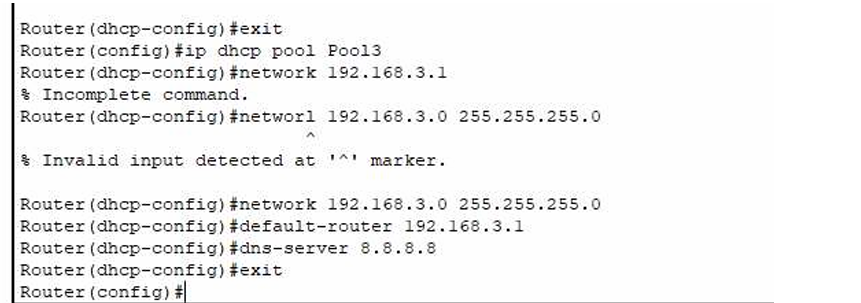 Router(dhcp-config)#exit
Router(config)#ip dhcp pool Pool3
Router(dhcp-config)#network 192.168.3.1
% Incomplete command.
Router(dhcp-config)#networl 192.168.3.0 255.255.255.0
^
% Invalid input detected at '^' marker.
Router(dhcp-config)#network 192.168.3.0 255.255.255.0
Router(dhcp-config)#default-router 192.168.3.1
Router(dhcp-config)#dns-server 8.8.8.8
Router(dhcp-config)#exit
Router(config)#